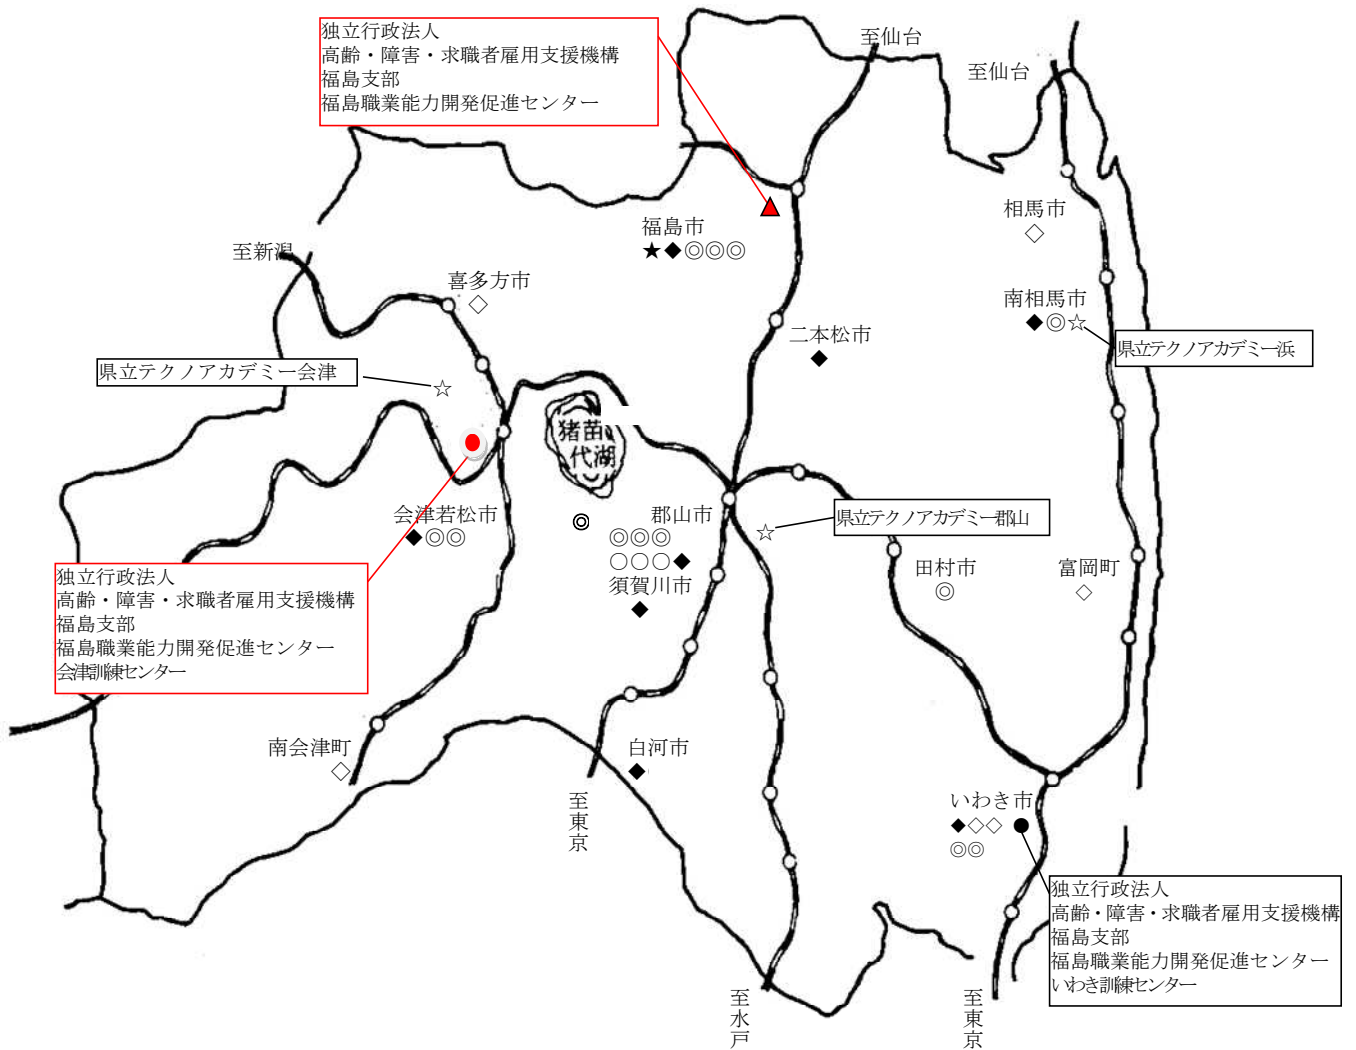 独立行政法人
高齢・障害・求職者雇用支援機構
福島支部
福島職業能力開発促進センター
至仙台
至仙台
相馬市
◇
福島市
★◆◎◎◎
至新潟
喜多方市
◇
南相馬市
◆◎☆
県立テクノアカデミー浜
二本松市
◆
県立テクノアカデミー会津
☆
猪苗
代湖
会津若松市
◆◎◎
◎
郡山市
◎◎◎
○○○◆
☆
県立テクノアカデミー郡山
須賀川市
◆
田村市
◎
富岡町
◇
独立行政法人
高齢・障害・求職者雇用支援機構
福島支部
福島職業能力開発促進センター
会津訓練センター
南会津町
◇
白河市
◆
至東京
いわき市
◆◇◇ ●
◎◎
独立行政法人
高齢・障害・求職者雇用支援機構
福島支部
福島職業能力開発促進センター
いわき訓練センター
至水戸
至東京